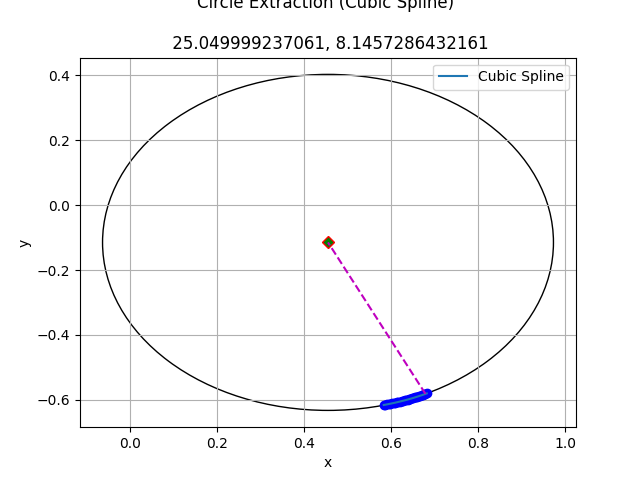 Circle Extraction (Cubic Spline)
25.049999237061, 8.1457286432161
Cubic Spline
0.4
0.2
0.0
−0.2
−0.4
−0.6
y
0.0 0.2 0.4 0.6 0.8 1.0
x